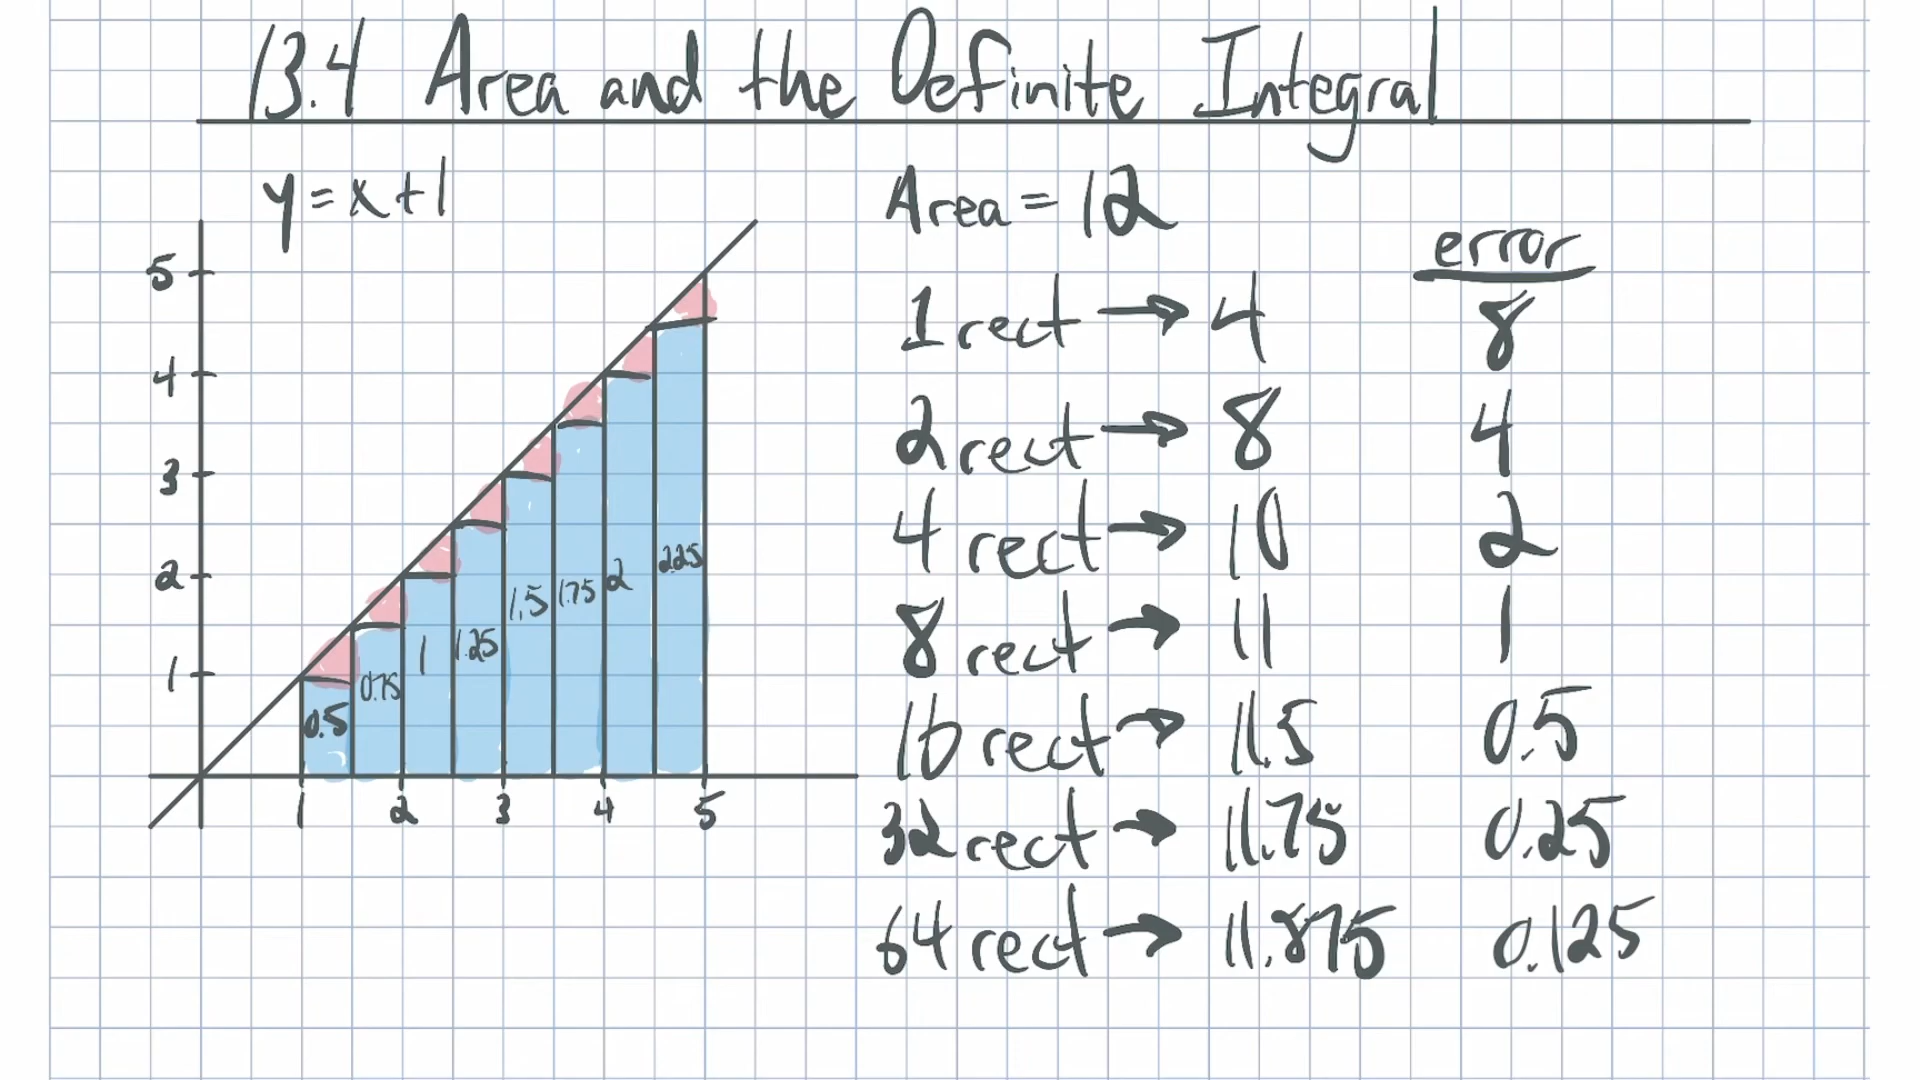 13.4 Area and the Definite Integral
y = x + 1
5
4
3
2
1
0.5
0.75
1
1.25
1.5
1.75
2
2.25
1 2 3 4 5
Area = 12
error
1 rect → 4 8
2 rect → 8 4
4 rect → 10 2
8 rect → 11 1
16 rect → 11.5 0.5
32 rect → 11.75 0.25
64 rect → 11.875 0.125